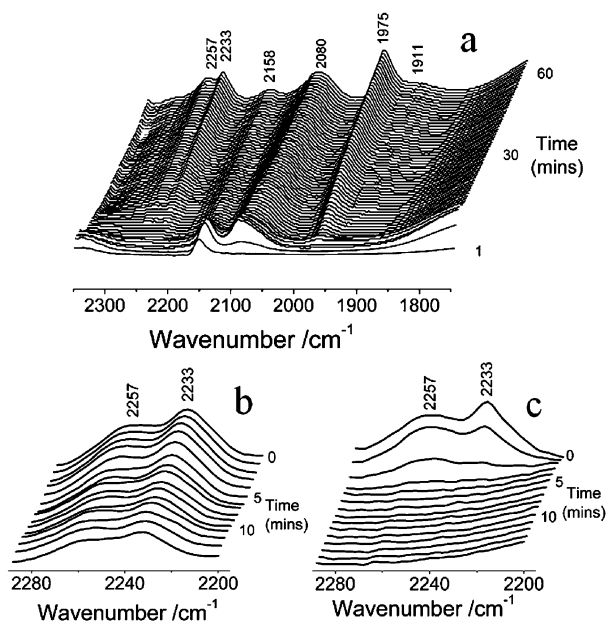 2257
2233
2158
2080
1975
1911
a
60
30
Time
(mins)
1
2300 2200 2100 2000 1900 1800
Wavenumber /cm-1
2257
2233
b
0
5
Time
10
(mins)
2280 2240 2200
Wavenumber /cm-1
2257
2233
c
0
5
Time
10
(mins)
2280 2240 2200
Wavenumber /cm-1